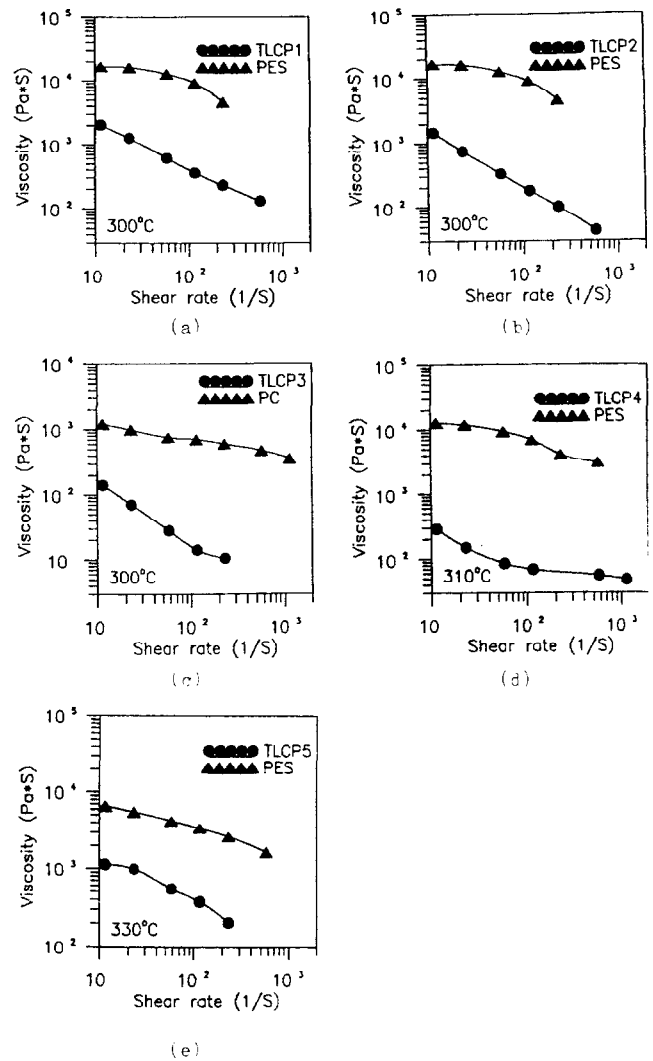 TLCP1
PES
10⁵
10⁴
10³
10²
Viscosity (Pa*S)
300°C
10 10² 10³
Shear rate (1/S)
(a)
TLCP2
PES
10⁵
10⁴
10³
10²
Viscosity (Pa*S)
300°C
10 10² 10³
Shear rate (1/S)
(b)
TLCP3
PC
10⁴
10³
10²
10
Viscosity (Pa*S)
300°C
10 10² 10³
Shear rate (1/S)
(c)
TLCP4
PES
10⁵
10⁴
10³
10²
Viscosity (Pa*S)
310°C
10 10² 10³
Shear rate (1/S)
(d)
TLCP5
PES
10⁵
10⁴
10³
10²
Viscosity (Pa*S)
330°C
10 10² 10³
Shear rate (1/S)
(e)